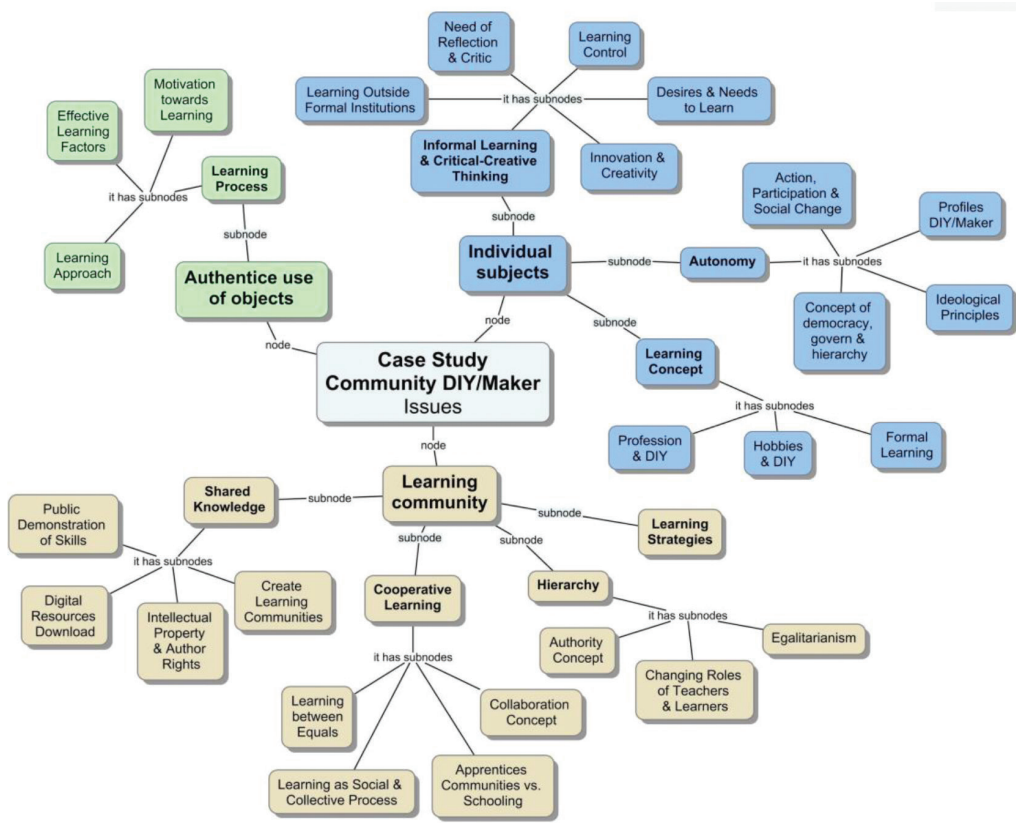 Need of
Reflection
& Critic
Learning
Control
Learning Outside
Formal Institutions
it has subnodes
Desires & Needs
to Learn
Informal Learning
& Critical-Creative
Thinking
Innovation &
Creativity
subnode
Motivation
towards
Learning
Effective
Learning
Factors
Learning
Process
it has subnodes
Learning
Approach
subnode
Authentice use
of objects
node
Individual
subjects
subnode
Autonomy
it has subnodes
Action,
Participation &
Social Change
Profiles
DIY/Maker
Concept of
democracy,
govern &
hierarchy
Ideological
Principles
node
subnode
Learning
Concept
it has subnodes
Profession
& DIY
Hobbies
& DIY
Formal
Learning
Case Study
Community DIY/Maker
Issues
node
Learning
community
subnode
Shared
Knowledge
it has subnodes
Public
Demonstration
of Skills
Digital
Resources
Download
Intellectual
Property
& Author
Rights
Create
Learning
Communities
subnode
Cooperative
Learning
it has subnodes
Learning
between
Equals
Learning as Social &
Collective Process
Apprentices
Communities vs.
Schooling
Collaboration
Concept
subnode
Hierarchy
it has subnodes
Authority
Concept
Changing Roles
of Teachers
& Learners
Egalitarianism
subnode
Learning
Strategies